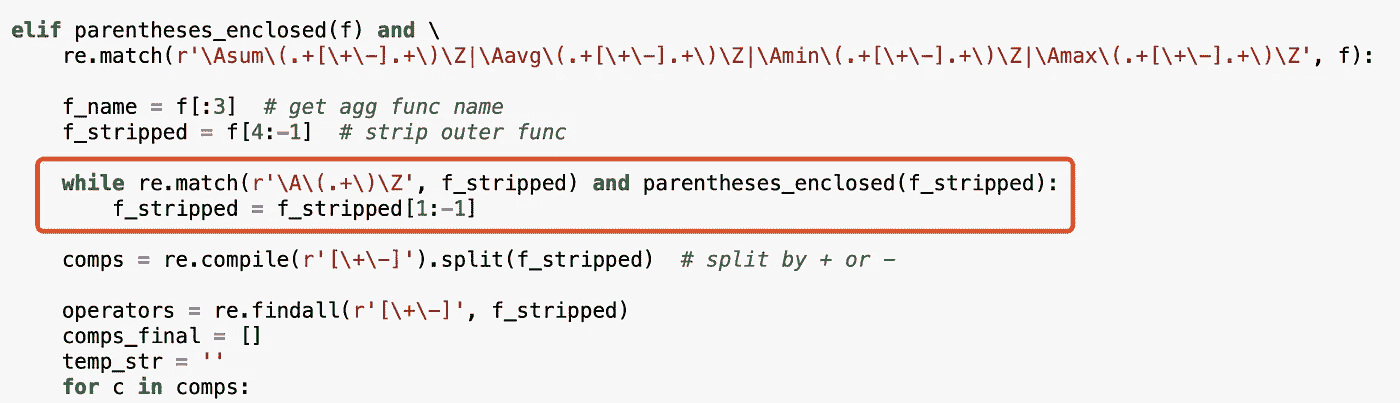 elif parentheses_enclosed(f) and \
    re.match(r'\Asum\(.+[\+\-].+\)\Z|\Aavg\(.+[\+\-].+\)\Z|\Amin\(.+[\+\-].+\)\Z|\Amax\(.+[\+\-].+\)\Z', f):
    f_name = f[:3]  # get agg func name
    f_stripped = f[4:-1]  # strip outer func
    while re.match(r'\A\(.+\)\Z', f_stripped) and parentheses_enclosed(f_stripped):
        f_stripped = f_stripped[1:-1]
    comps = re.compile(r'[\+\-]').split(f_stripped)  # split by + or -
    operators = re.findall(r'[\+\-]', f_stripped)
    comps_final = []
    temp_str = ''
    for c in comps: